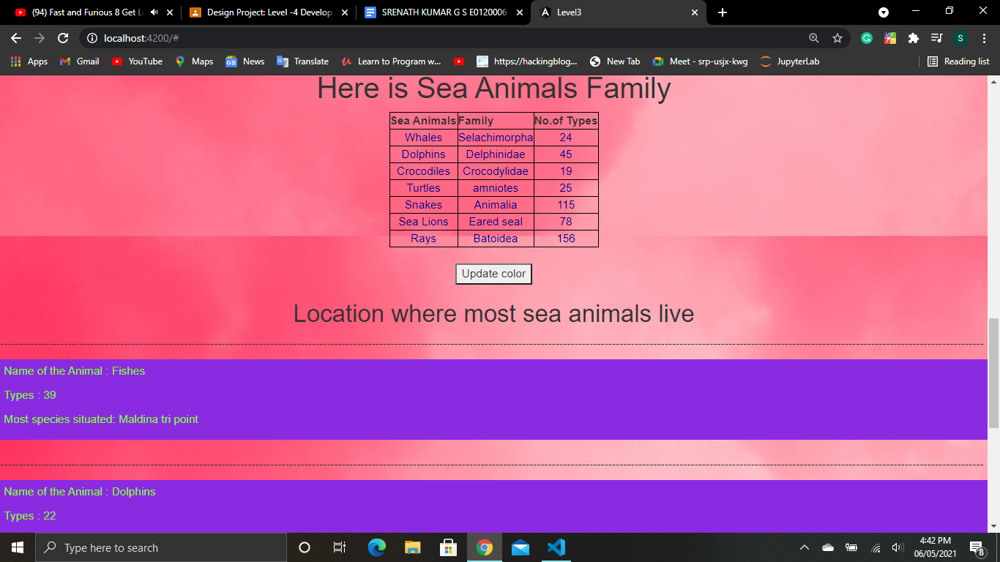 (94) Fast and Furious 8 Get L
Design Project: Level -4 Develop
SRENATH KUMAR G S E0120006
Level3
localhost:4200/#
S
Apps Gmail YouTube Maps News Translate Learn to Program w... https://hackingblog... New Tab Meet - srp-usjx-kwg JupyterLab Reading list
Here is Sea Animals Family
Sea Animals Family No.of Types
Whales Selachimorpha 24
Dolphins Delphinidae 45
Crocodiles Crocodylidae 19
Turtles amniotes 25
Snakes Animalia 115
Sea Lions Eared seal 78
Rays Batoidea 156
Update color
Location where most sea animals live
Name of the Animal : Fishes
Types : 39
Most species situated: Maldina tri point
Name of the Animal : Dolphins
Types : 22
Type here to search
4:42 PM
06/05/2021
8